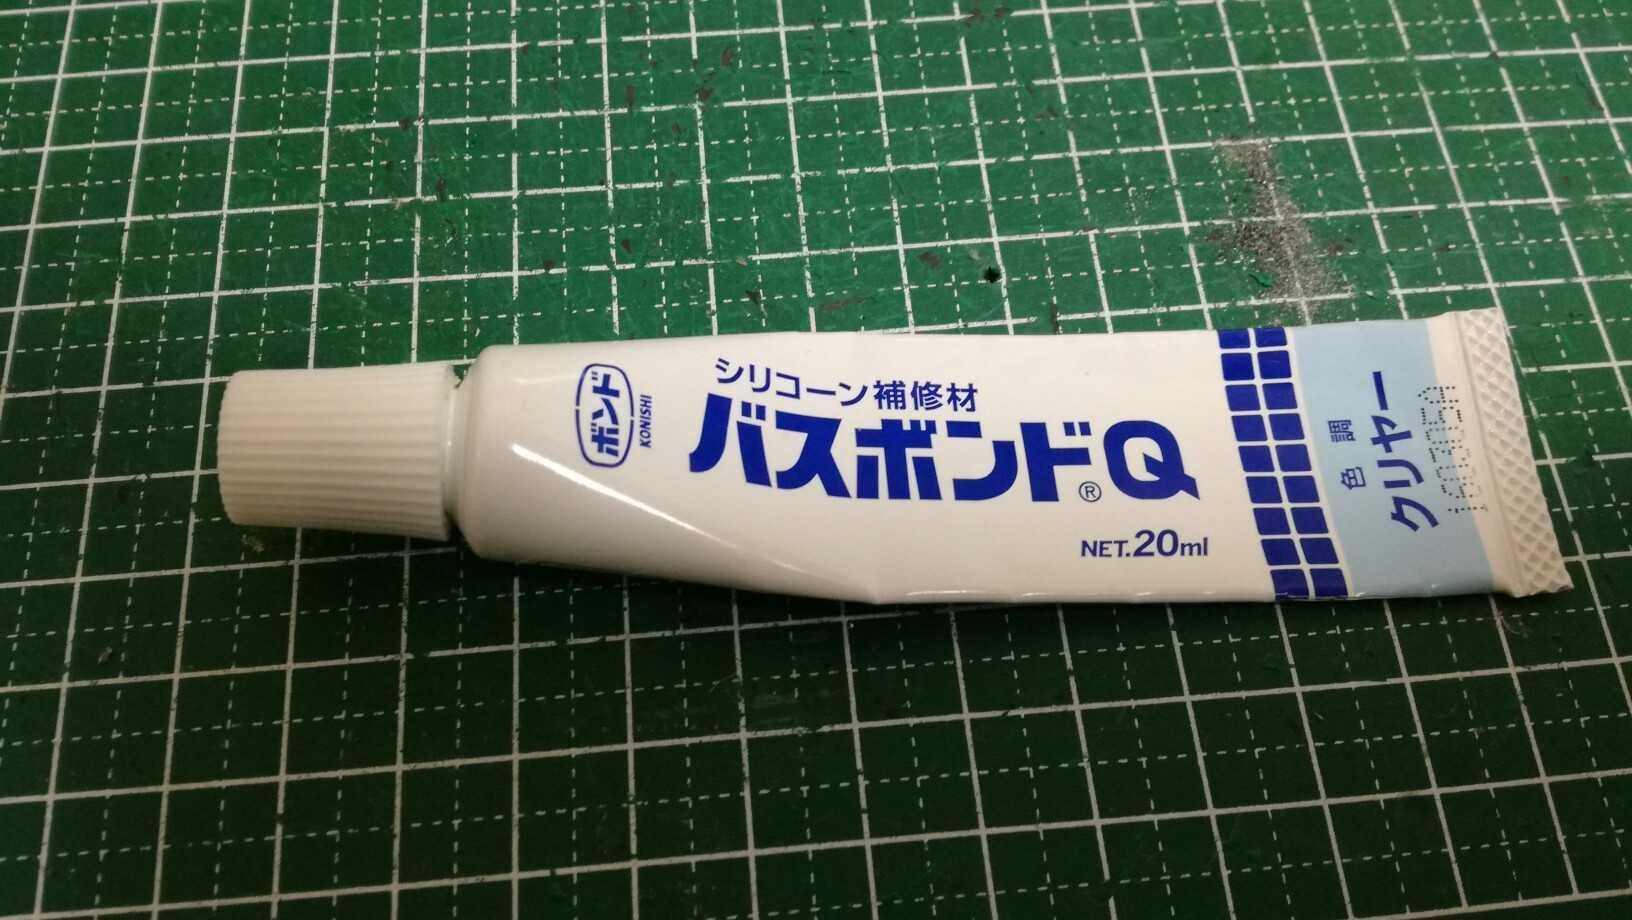 ボンド
KONISHI
シリコーン補修材
バスボンド®Q
NET.20ml
色調
クリヤー